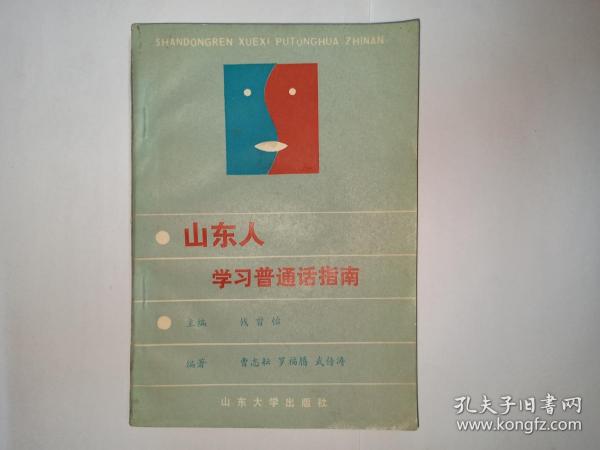 SHANDONGREN XUEXI PUTONGHUA ZHINAN
山东人
学习普通话指南
主编 钱曾怡
编著 曹志耘 罗福腾 武传涛
山东大学出版社
孔夫子旧书网
www.kongfz.com